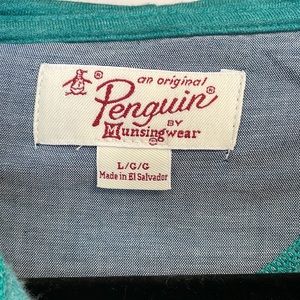 an original
Penguin®
BY
Munsingwear
L/G/G
Made in El Salvador